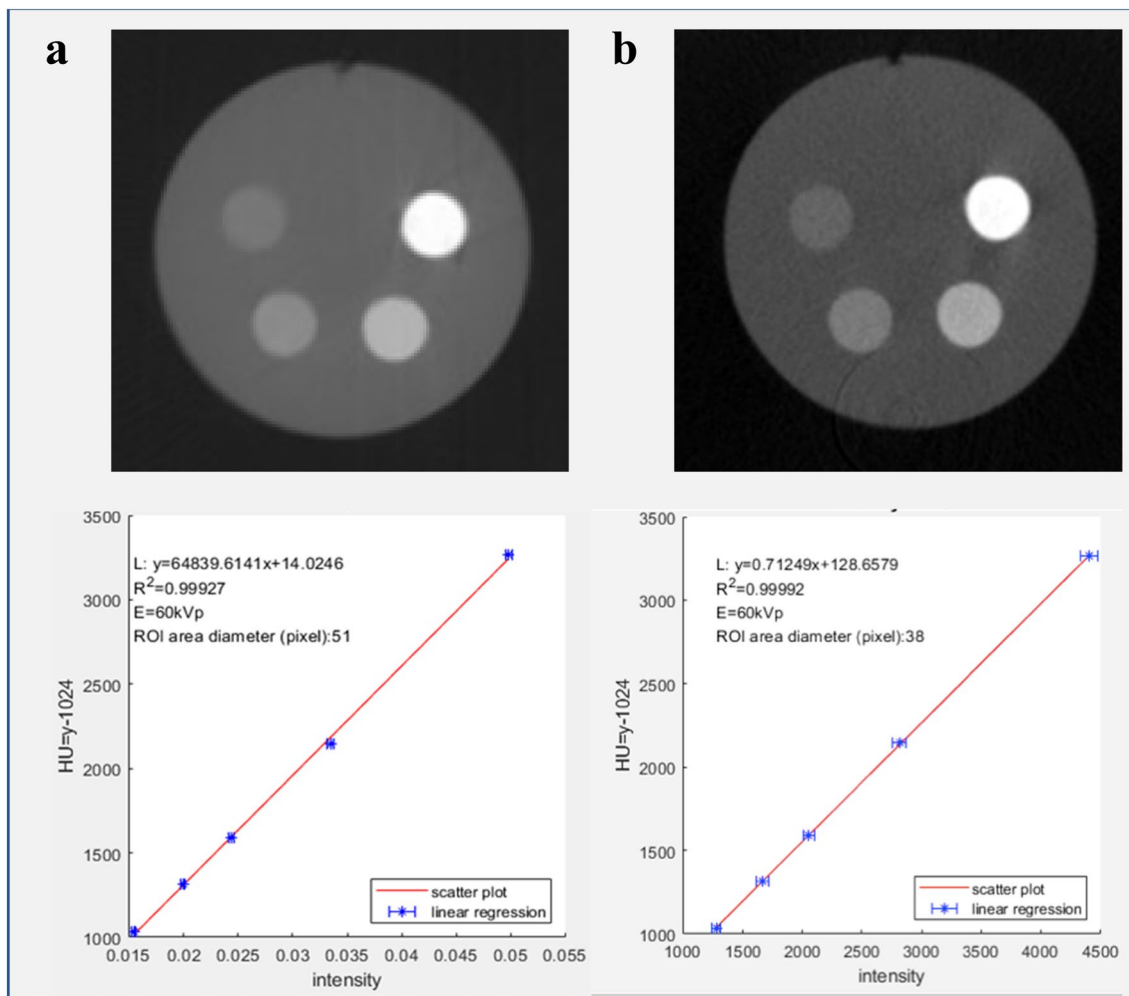 a
b
3500
3000
2500
2000
1500
1000
HU=y-1024
L: y=64839.6141x+14.0246
R²=0.99927
E=60kVp
ROI area diameter (pixel):51
scatter plot
linear regression
0.015 0.02 0.025 0.03 0.035 0.04 0.045 0.05 0.055
intensity
3500
3000
2500
2000
1500
1000
HU=y-1024
L: y=0.71249x+128.6579
R²=0.99992
E=60kVp
ROI area diameter (pixel):38
scatter plot
linear regression
1000 1500 2000 2500 3000 3500 4000 4500
intensity